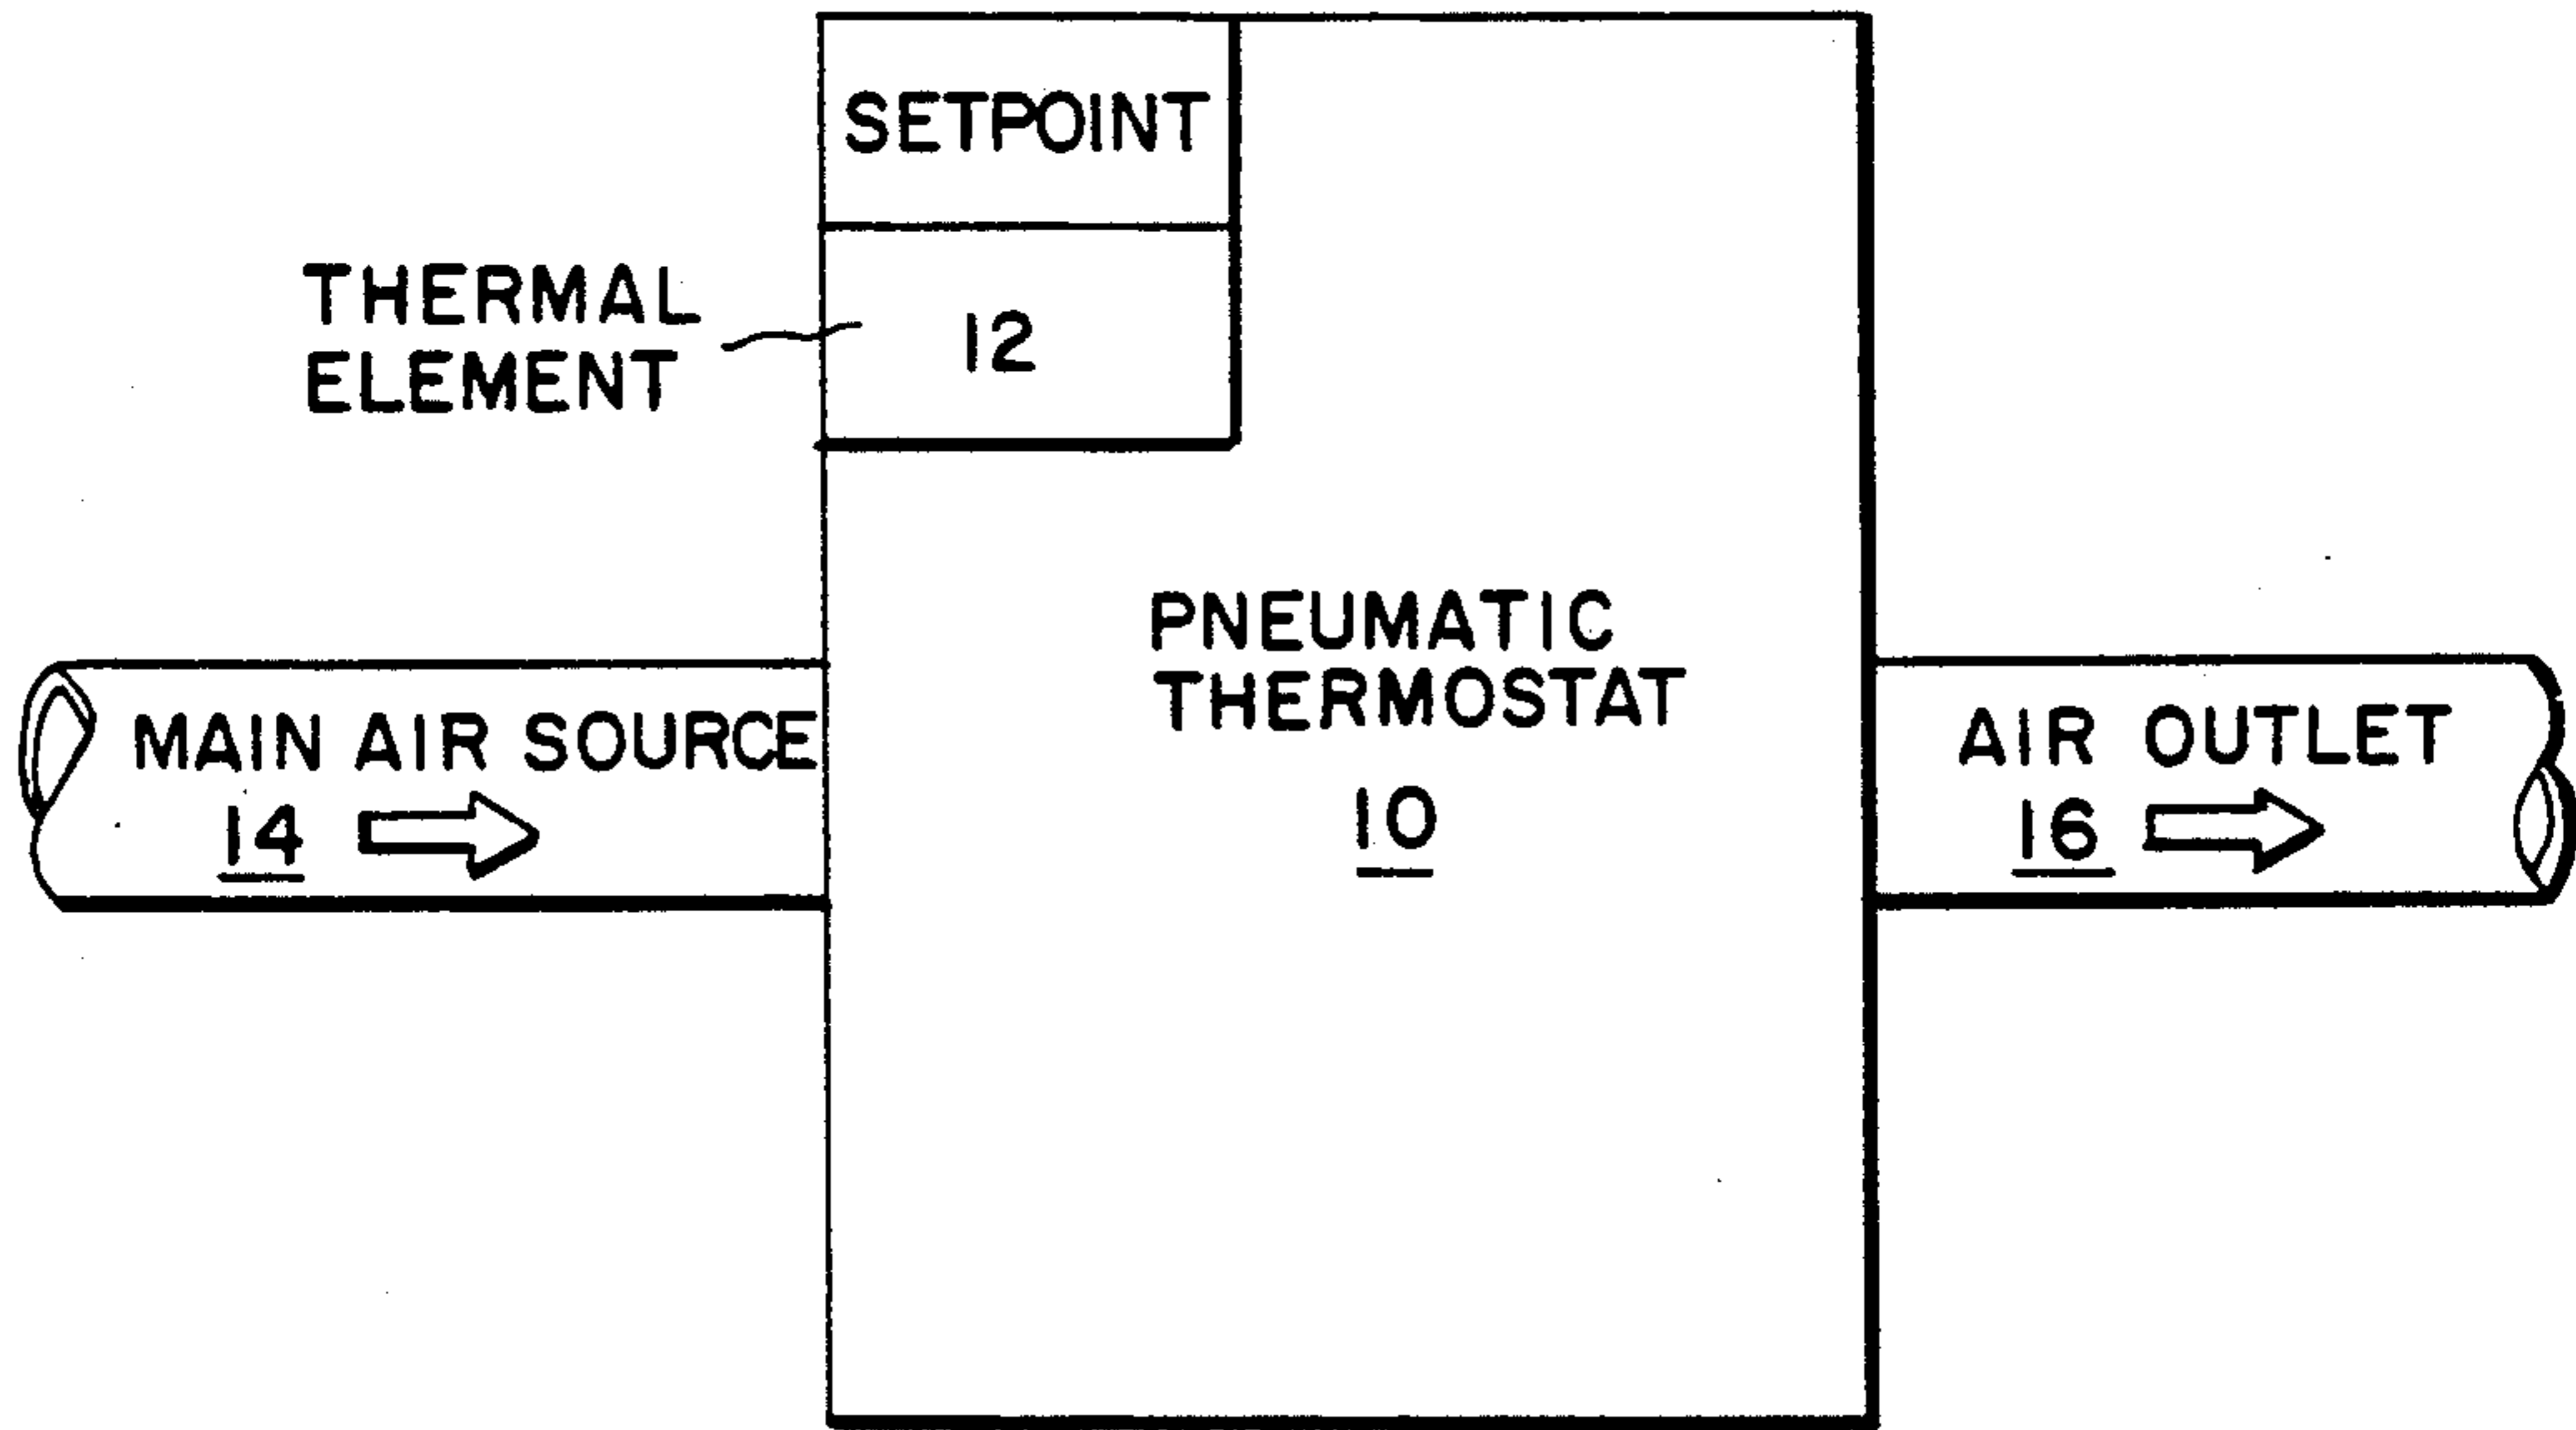 SETPOINT
THERMAL
ELEMENT
12
PNEUMATIC
THERMOSTAT
10
MAIN AIR SOURCE
14
AIR OUTLET
16